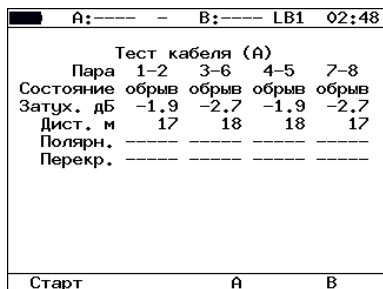 A:---- – B:---- LB1 02:48
Тест кабеля (A)
Пара 1–2 3–6 4–5 7–8
Состояние обрыв обрыв обрыв обрыв
Затух. дБ –1.9 –2.7 –1.9 –2.7
Дист. м 17 18 18 17
Полярн. ----- ----- ----- -----
Перекр. ----- ----- ----- -----
Старт A B